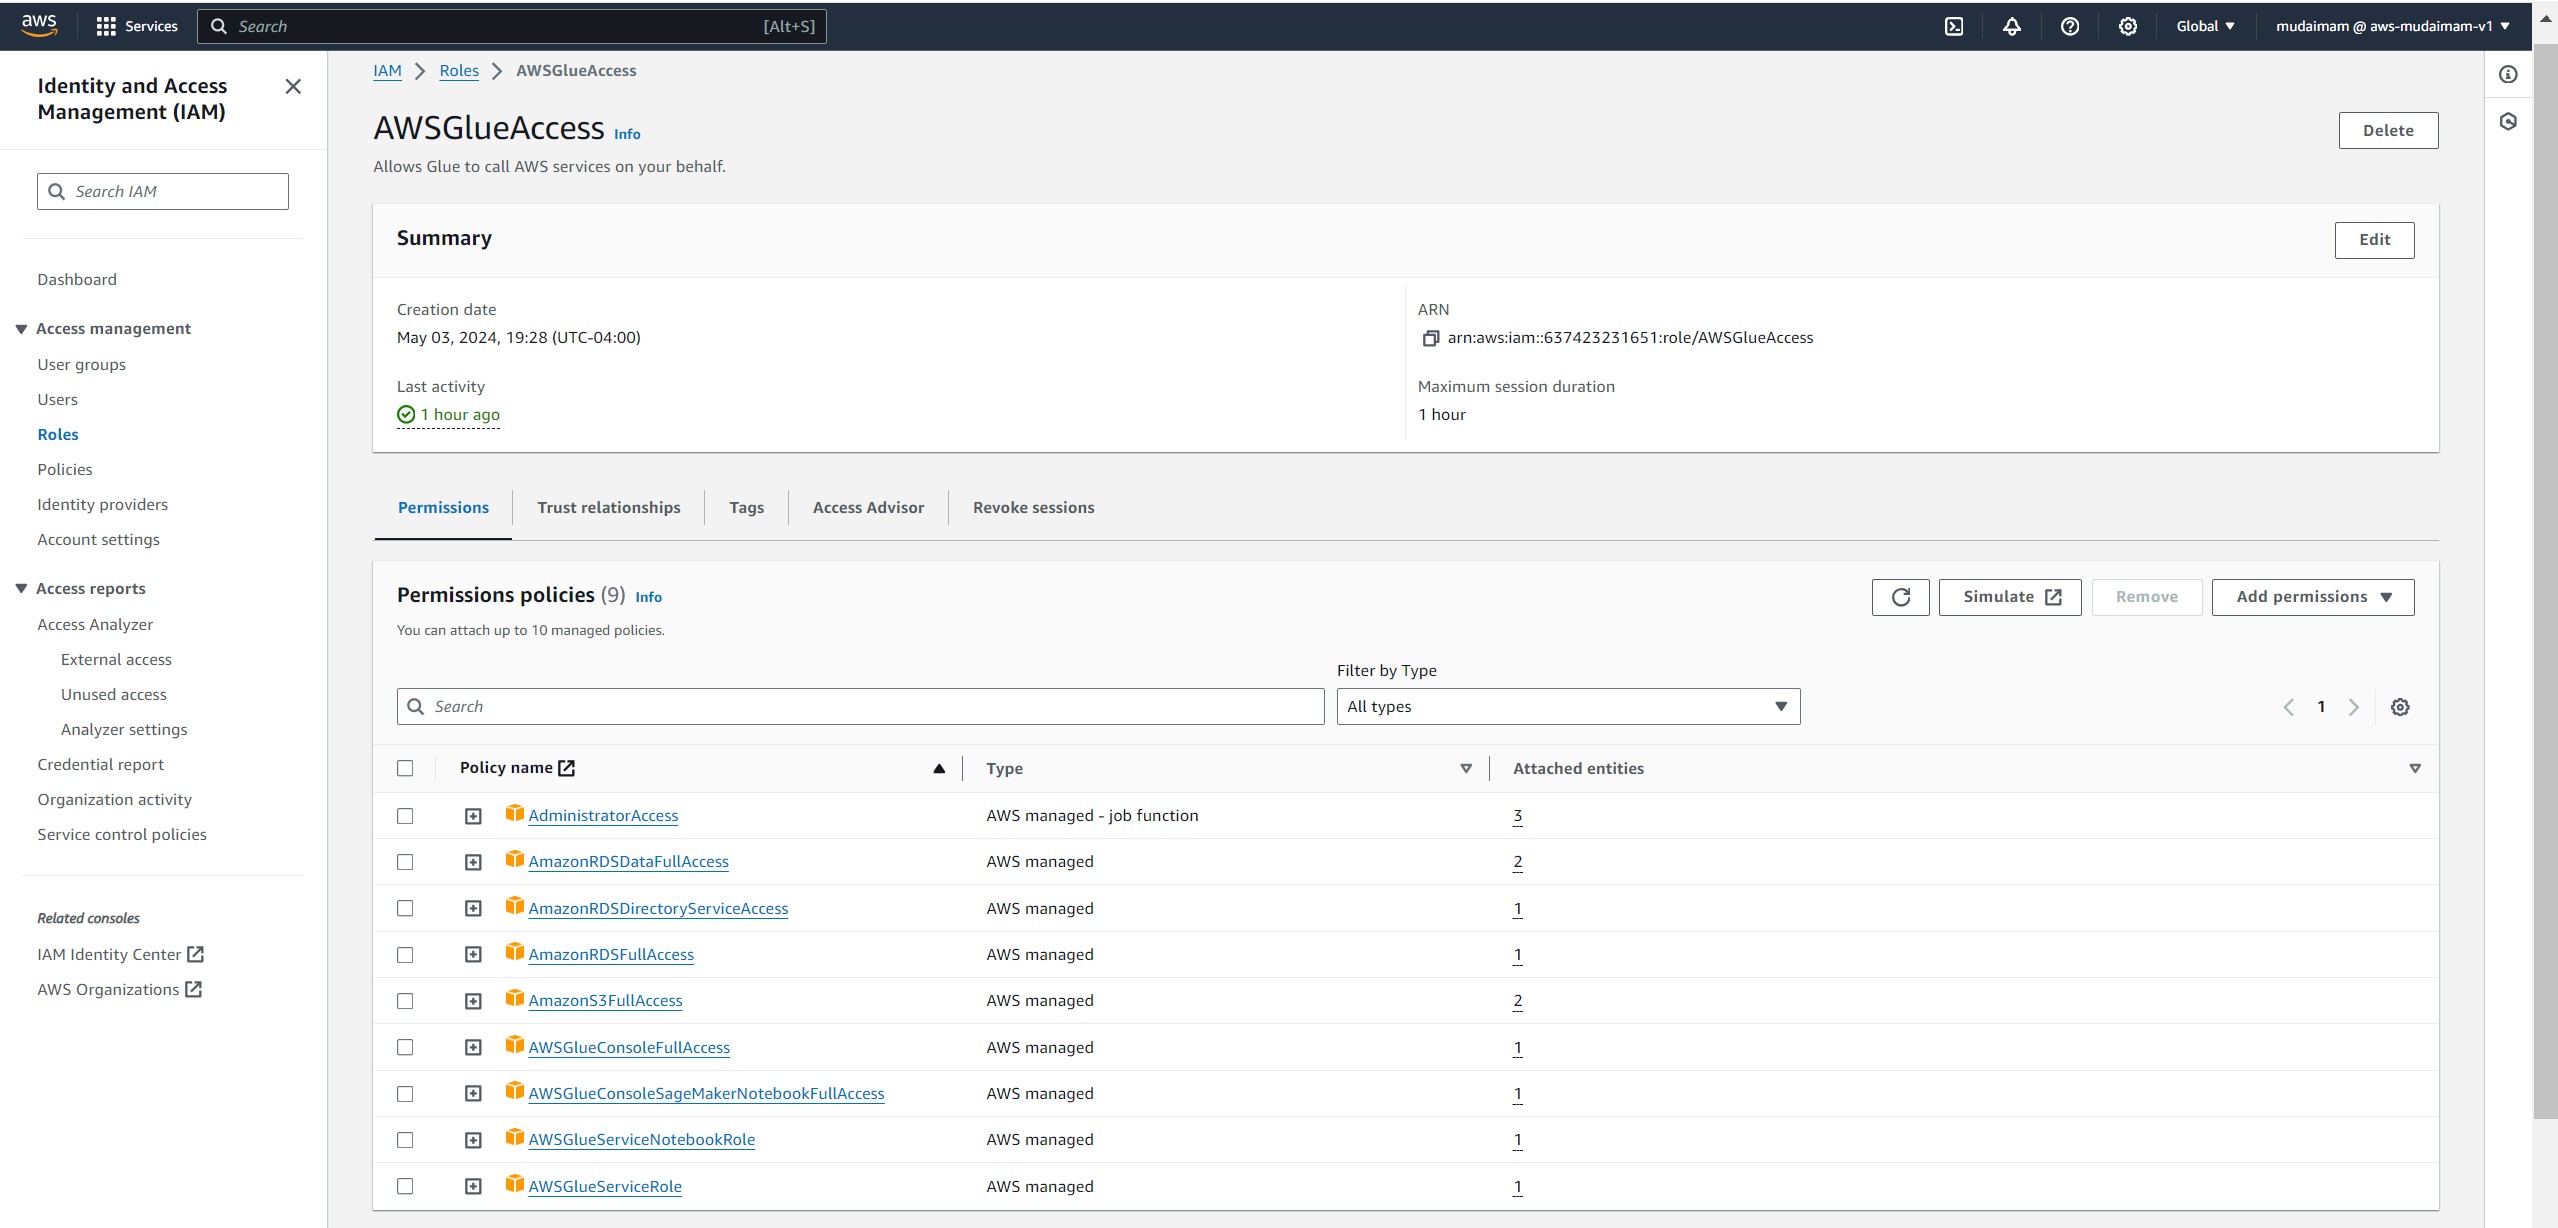 aws
Services
Search
[Alt+S]
Global
mudaimam @ aws-mudaimam-v1
Identity and Access
Management (IAM)
Search IAM
Dashboard
Access management
User groups
Users
Roles
Policies
Identity providers
Account settings
Access reports
Access Analyzer
External access
Unused access
Analyzer settings
Credential report
Organization activity
Service control policies
Related consoles
IAM Identity Center
AWS Organizations
IAM > Roles > AWSGlueAccess
AWSGlueAccess Info
Delete
Allows Glue to call AWS services on your behalf.
Summary
Edit
Creation date
May 03, 2024, 19:28 (UTC-04:00)
ARN
arn:aws:iam::637423231651:role/AWSGlueAccess
Last activity
1 hour ago
Maximum session duration
1 hour
Permissions
Trust relationships
Tags
Access Advisor
Revoke sessions
Permissions policies (9) Info
Simulate
Remove
Add permissions
You can attach up to 10 managed policies.
Filter by Type
Search
All types
1
Policy name
Type
Attached entities
AdministratorAccess
AWS managed - job function
3
AmazonRDSDataFullAccess
AWS managed
2
AmazonRDSDirectoryServiceAccess
AWS managed
1
AmazonRDSFullAccess
AWS managed
1
AmazonS3FullAccess
AWS managed
2
AWSGlueConsoleFullAccess
AWS managed
1
AWSGlueConsoleSageMakerNotebookFullAccess
AWS managed
1
AWSGlueServiceNotebookRole
AWS managed
1
AWSGlueServiceRole
AWS managed
1